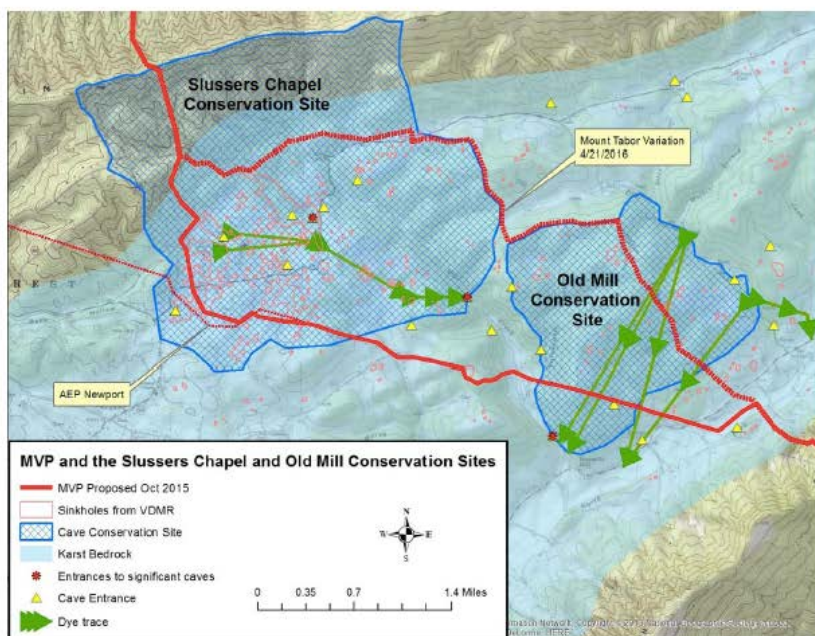 Slussers Chapel
Conservation Site
Mount Tabor Variation
4/21/2016
Old Mill
Conservation
Site
AEP Newport
MVP and the Slussers Chapel and Old Mill Conservation Sites
MVP Proposed Oct 2015
Sinkholes from VDMR
Cave Conservation Site
Karst Bedrock
Entrances to significant caves
Cave Entrance
Dye trace
N
W E
S
0 0.35 0.7 1.4 Miles